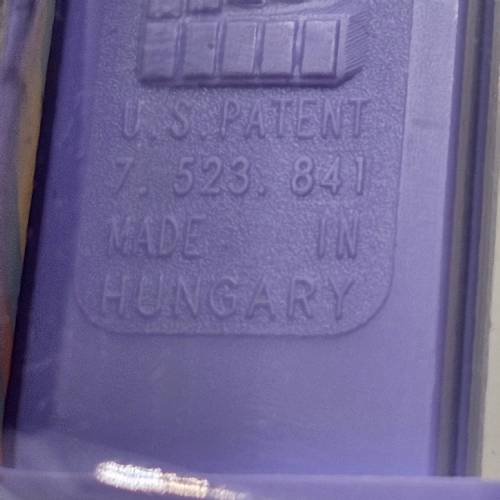 U.S.PATENT
7. 523. 841
MADE IN
HUNGARY